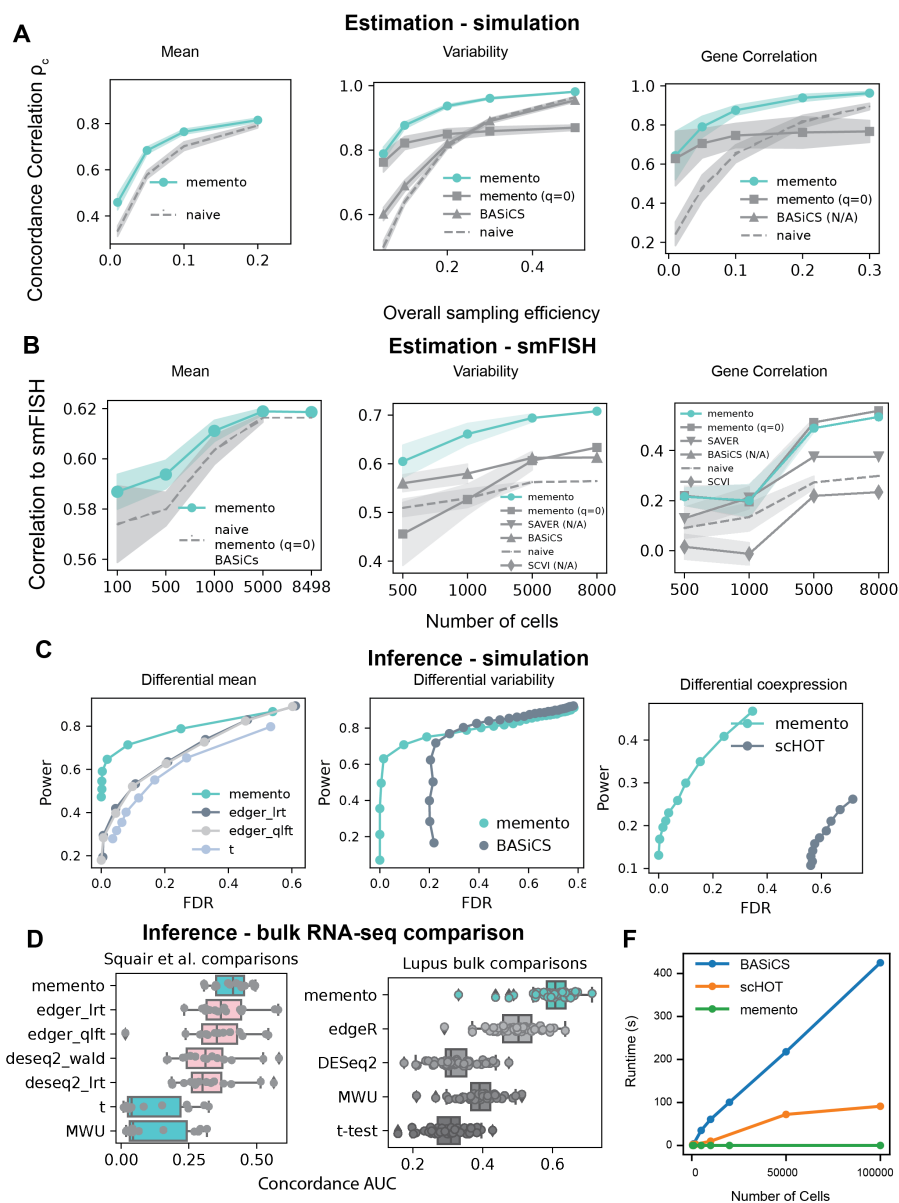 A
Estimation - simulation
Mean
Variability
Gene Correlation
Concordance Correlation ρc
0.8
0.6
0.4
0.0
0.1
0.2
memento
naive
1.0
0.8
0.6
0.2
0.4
memento
memento (q=0)
BASiCS
naive
1.0
0.8
0.6
0.4
0.2
0.0
0.1
0.2
0.3
memento
memento (q=0)
BASiCS (N/A)
naive
Overall sampling efficiency
B
Estimation - smFISH
Mean
Variability
Gene Correlation
Correlation to smFISH
0.62
0.60
0.58
0.56
100
500
1000
5000
8498
memento
naive
memento (q=0)
BASiCs
0.7
0.6
0.5
0.4
500
1000
5000
8000
memento
memento (q=0)
SAVER (N/A)
BASiCS
naive
SCVI (N/A)
0.4
0.2
0.0
500
1000
5000
8000
memento
memento (q=0)
SAVER
BASiCS (N/A)
naive
SCVI
Number of cells
C
Inference - simulation
Differential mean
Differential variability
Differential coexpression
Power
0.8
0.6
0.4
0.2
0.0
0.2
0.4
0.6
FDR
memento
edger_lrt
edger_qlft
t
Power
0.8
0.6
0.4
0.2
0.0
0.2
0.4
0.6
0.8
FDR
memento
BASiCS
Power
0.4
0.3
0.2
0.1
0.0
0.2
0.4
0.6
FDR
memento
scHOT
D
Inference - bulk RNA-seq comparison
Squair et al. comparisons
Lupus bulk comparisons
memento
edger_lrt
edger_qlft
deseq2_wald
deseq2_lrt
t
MWU
0.00
0.25
0.50
memento
edgeR
DESeq2
MWU
t-test
0.2
0.4
0.6
Concordance AUC
F
BASiCS
scHOT
memento
Runtime (s)
400
300
200
100
0
0
50000
100000
Number of Cells